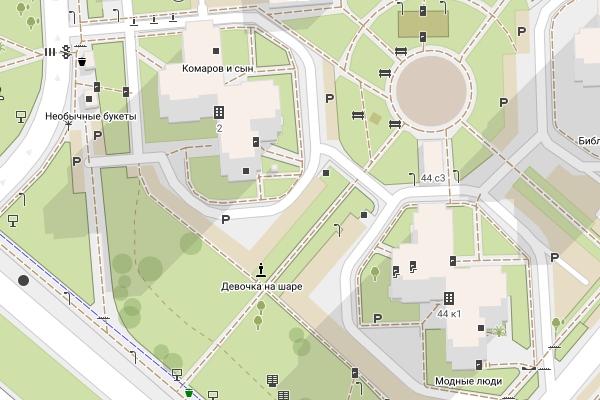 P
Комаров и сын
P
P
Необычные букеты
2
P
P
Библ
44 с3
P
P
Девочка на шаре
44 к1
P
Модные люди